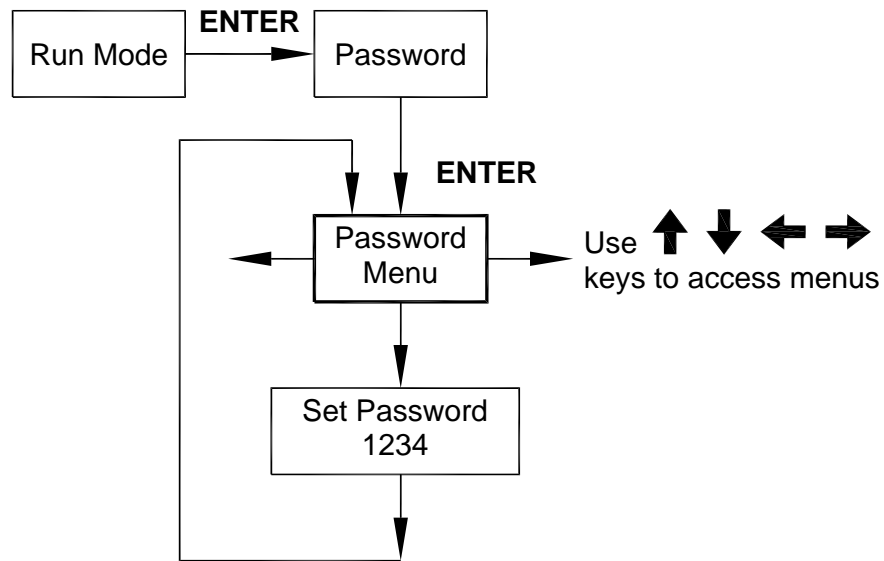 ENTER
Run Mode
Password
ENTER
Password
Menu
Use
keys to access menus
Set Password
1234